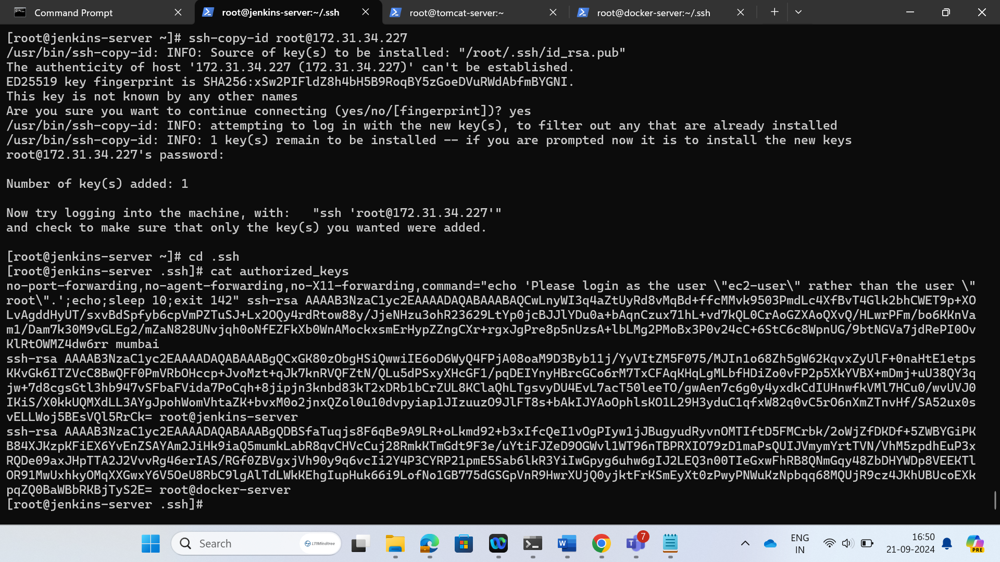 Command Prompt
root@jenkins-server:~/.ssh
root@tomcat-server:~
root@docker-server:~/.ssh
[root@jenkins-server ~]# ssh-copy-id root@172.31.34.227
/usr/bin/ssh-copy-id: INFO: Source of key(s) to be installed: "/root/.ssh/id_rsa.pub"
The authenticity of host '172.31.34.227 (172.31.34.227)' can't be established.
ED25519 key fingerprint is SHA256:xSw2PIFldZ8h4bH5B9RoqBY5zGoeDVuRWdAbfmBYGNI.
This key is not known by any other names
Are you sure you want to continue connecting (yes/no/[fingerprint])? yes
/usr/bin/ssh-copy-id: INFO: attempting to log in with the new key(s), to filter out any that are already installed
/usr/bin/ssh-copy-id: INFO: 1 key(s) remain to be installed -- if you are prompted now it is to install the new keys
root@172.31.34.227's password:
Number of key(s) added: 1
Now try logging into the machine, with:   "ssh 'root@172.31.34.227'"
and check to make sure that only the key(s) you wanted were added.
[root@jenkins-server ~]# cd .ssh
[root@jenkins-server .ssh]# cat authorized_keys
no-port-forwarding,no-agent-forwarding,no-X11-forwarding,command="echo 'Please login as the user \"ec2-user\" rather than the user \"
root\".';echo;sleep 10;exit 142" ssh-rsa AAAAB3NzaC1yc2EAAAADAQABAAABAQCwLnyWI3q4aZtUyRd8vMqBd+ffcMMvk9503PmdLc4XfBvT4Glk2bhCWET9p+XO
LvAgddHyUT/sxvBdSpfyb6cpVmPZTuSJ+Lx2OQy4rdRtow88y/JjeNHzu3ohR23629LtYp0jcBJJlYDu0a+bAqnCzux71hL+vd7kQL0CrAoGZXAoQXvQ/HLwrPFm/bo6KKnVa
m1/Dam7k30M9vGLEg2/mZaN828UNvjqh0oNfEZFkXb0WnAMockxsmErHypZZngCXr+rgxJgPre8p5nUzsA+lbLMg2PMoBx3P0v24cC+6StC6c8WpnUG/9btNGVa7jdRePI0Ov
KlRtOWMZ4dw6rr mumbai
ssh-rsa AAAAB3NzaC1yc2EAAAADAQABAAABgQCxGK80zObgHSiQwwiIE6oD6WyQ4FPjA08oaM9D3Byb11j/YyVItZM5F075/MJIn1o68Zh5gW62KqvxZyUlF+0naHtE1etps
KKvGk6ITZVcC8BwQFF0PmVRbOHccp+JvoMzt+qJk7knRVQFZtN/QLu5dPSxyXHcGF1/pqDEIYnyHBrcGCo6rM7TxCFAqKHqLgMLbfHDiZo0vFP2p5XkYVBX+mDmj+uU38QY3q
jw+7d8cgsGtl3hb947vSFbaFVida7PoCqh+8jipjn3knbd83kT2xDRb1bCrZUL8KClaQhLTgsvyDU4EvL7acT50leeTO/gwAen7c6g0y4yxdkCdIUHnwfkVMl7HCu0/wvUVJ0
IKiS/X0kkUQMXdLL3AYgJpohWomVhtaZK+bvxM0o2jnxQZol0u10dvpyiap1JIzuuzO9JlFT8s+bAkIJYAoOphlsKO1L29H3yduC1qfxW82q0vC5rO6nXmZTnvHf/SA52ux0s
vELLWoj5BEsVQl5RrCk= root@jenkins-server
ssh-rsa AAAAB3NzaC1yc2EAAAADAQABAAABgQDBSfaTuqjs8F6qBe9A9LR+oLkmd92+b3xIfcQeI1vOgPIyw1jJBugyudRyvnOMTIftD5FMCrbk/2oWjZfDKDf+5ZWBYGiPK
B84XJKzpKFiEX6YvEnZSAYAm2JiHk9iaQ5mumkLabR8qvCHVcCuj28RmkKTmGdt9F3e/uYtiFJZeD9OGWvl1WT96nTBPRXIO79zD1maPsQUIJVmymYrtTVN/VhM5zpdhEuP3x
RQDe09axJHpTTA2J2VvvRg46erIAS/RGf0ZBVgxjVh90y9q6vcIi2Y4P3CYRP21pmE5Sab6lkR3YiIwGpyg6uhw6gIJ2LEQ3n00TIeGxwFhRB8QNmGqy48ZbDHYWDp8VEEKTl
OR91MwUxhkyOMqXXGwxY6V5OeU8RbC9lgAlTdLWkKEhgIupHuk66i9LofNo1GB775dGSGpVnR9HwrXUjQ0yjktFrKSmEyXt0zPwyPNWuKzNpbqq68MQUjR9cz4JKhUBUcoEXk
pqZQ0BaWBbRKBjTyS2E= root@docker-server
[root@jenkins-server .ssh]#
Search
LTIMindtree
7
ENG
IN
16:50
21-09-2024
PRE